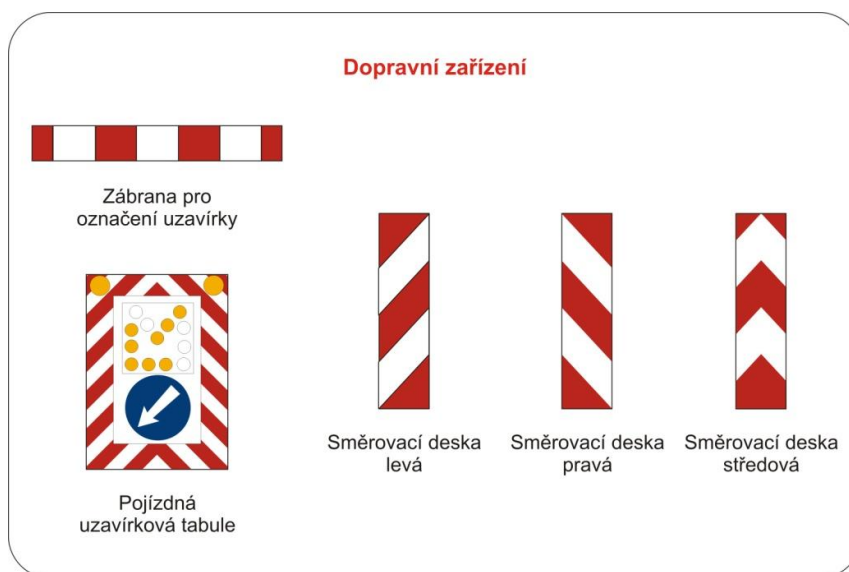 Dopravní zařízení
Zábrana pro
označení uzavírky
Pojízdná
uzavírková tabule
Směrovací deska
levá
Směrovací deska
pravá
Směrovací deska
středová